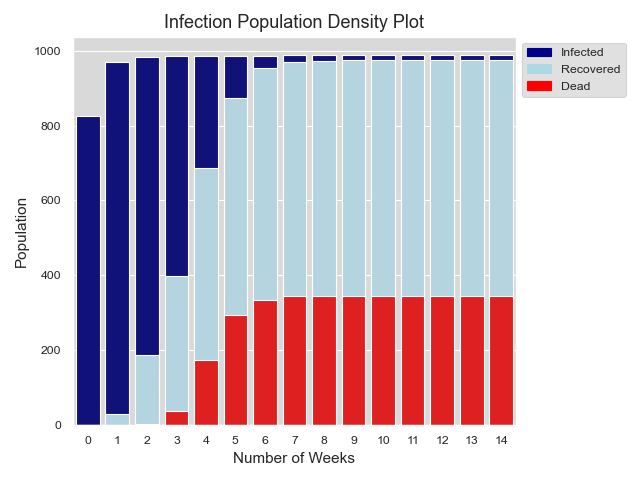 Infection Population Density Plot
1000
800
600
400
200
0
Population
0 1 2 3 4 5 6 7 8 9 10 11 12 13 14
Number of Weeks
Infected
Recovered
Dead